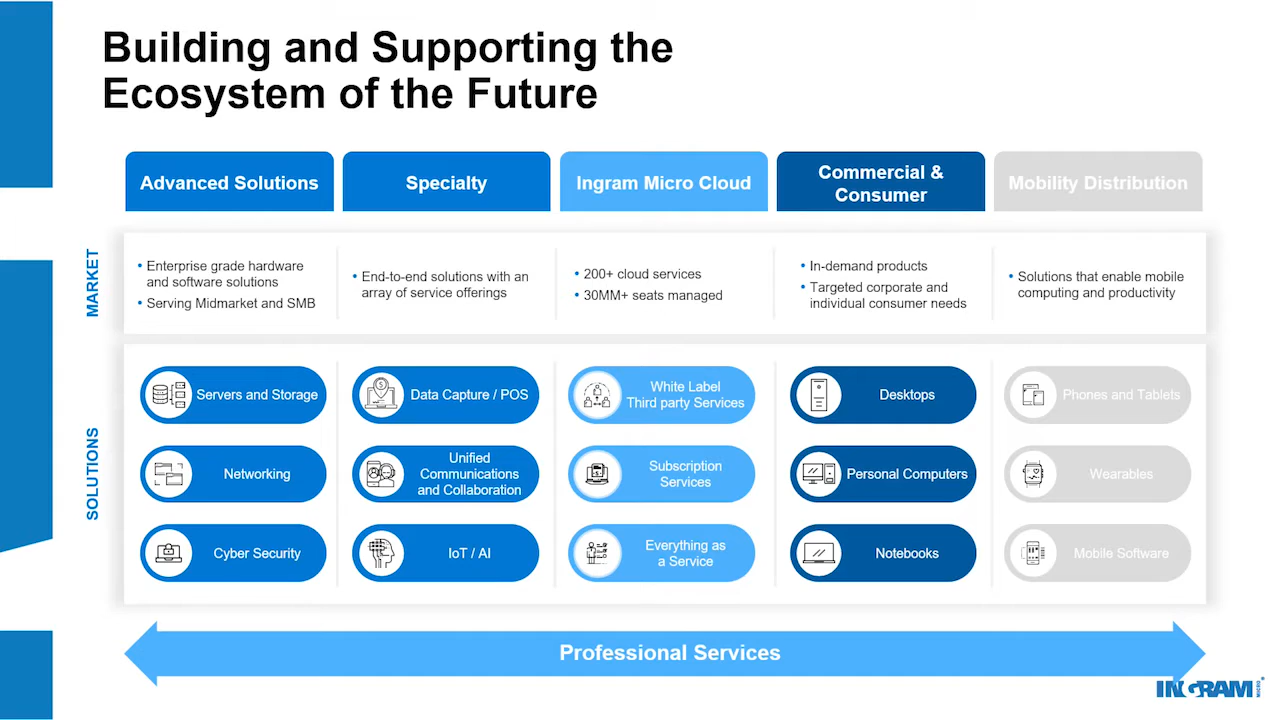 Building and Supporting the
Ecosystem of the Future
Advanced Solutions
Specialty
Ingram Micro Cloud
Commercial &
Consumer
Mobility Distribution
MARKET
• Enterprise grade hardware
and software solutions
• Serving Midmarket and SMB
• End-to-end solutions with an
array of service offerings
• 200+ cloud services
• 30MM+ seats managed
• In-demand products
• Targeted corporate and
individual consumer needs
• Solutions that enable mobile
computing and productivity
SOLUTIONS
Servers and Storage
Data Capture / POS
White Label
Third party Services
Desktops
Phones and Tablets
Networking
Unified
Communications
and Collaboration
Subscription
Services
Personal Computers
Wearables
Cyber Security
IoT / AI
Everything as
a Service
Notebooks
Mobile Software
Professional Services
INGRAM MICRO